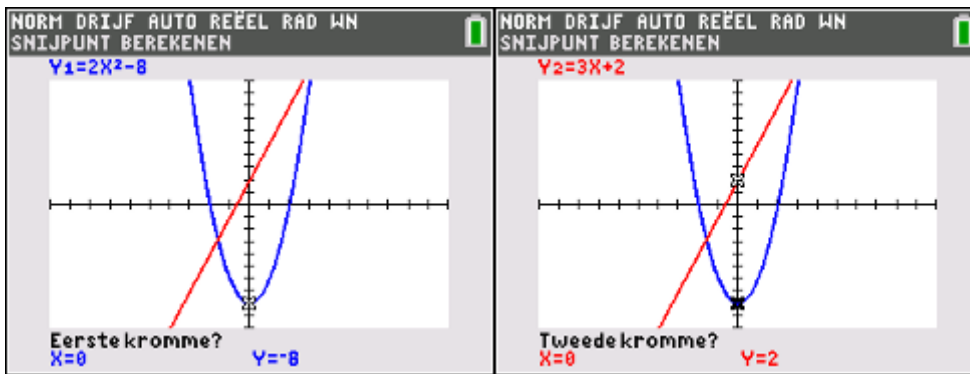 NORM DRIJF AUTO REËEL RAD WN
SNIJPUNT BEREKENEN
Y1=2X²-8
Eerste kromme?
X=0 Y=-8
NORM DRIJF AUTO REËEL RAD WN
SNIJPUNT BEREKENEN
Y2=3X+2
Tweede kromme?
X=0 Y=2